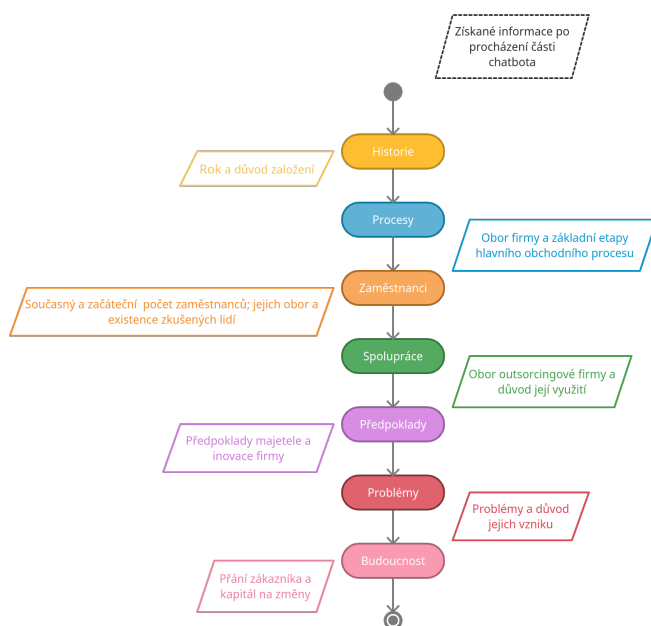 Získané informace po
procházení části
chatbota
Historie
Rok a důvod založení
Procesy
Obor firmy a základní etapy
hlavního obchodního procesu
Zaměstnanci
Současný a začáteční  počet zaměstnanců; jejich obor a
existence zkušených lidí
Spolupráce
Obor outsorcingové firmy a
důvod její využití
Předpoklady
Předpoklady majetele a
inovace firmy
Problémy
Problémy a důvod
jejich vzniku
Budoucnost
Přání zákazníka a
kapitál na změny